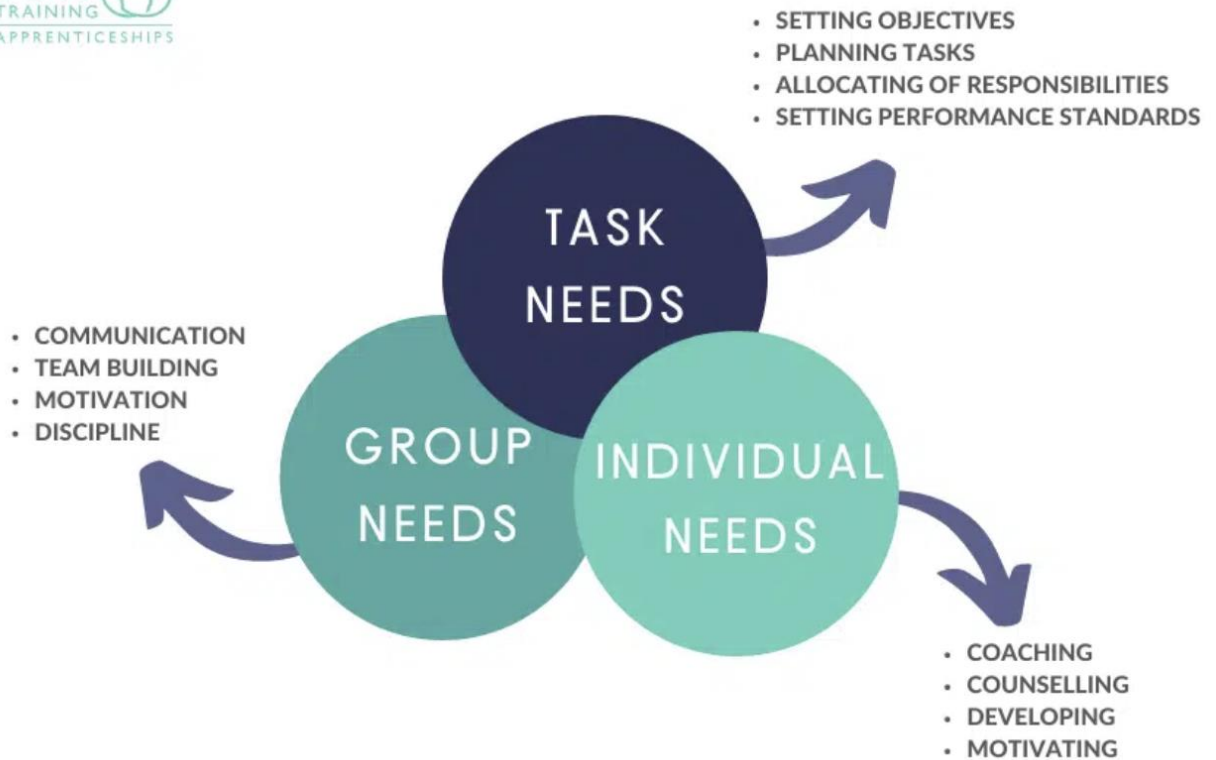 TRAINING
APPRENTICESHIPS
• SETTING OBJECTIVES
• PLANNING TASKS
• ALLOCATING OF RESPONSIBILITIES
• SETTING PERFORMANCE STANDARDS
TASK
NEEDS
• COMMUNICATION
• TEAM BUILDING
• MOTIVATION
• DISCIPLINE
GROUP
NEEDS
INDIVIDUAL
NEEDS
• COACHING
• COUNSELLING
• DEVELOPING
• MOTIVATING